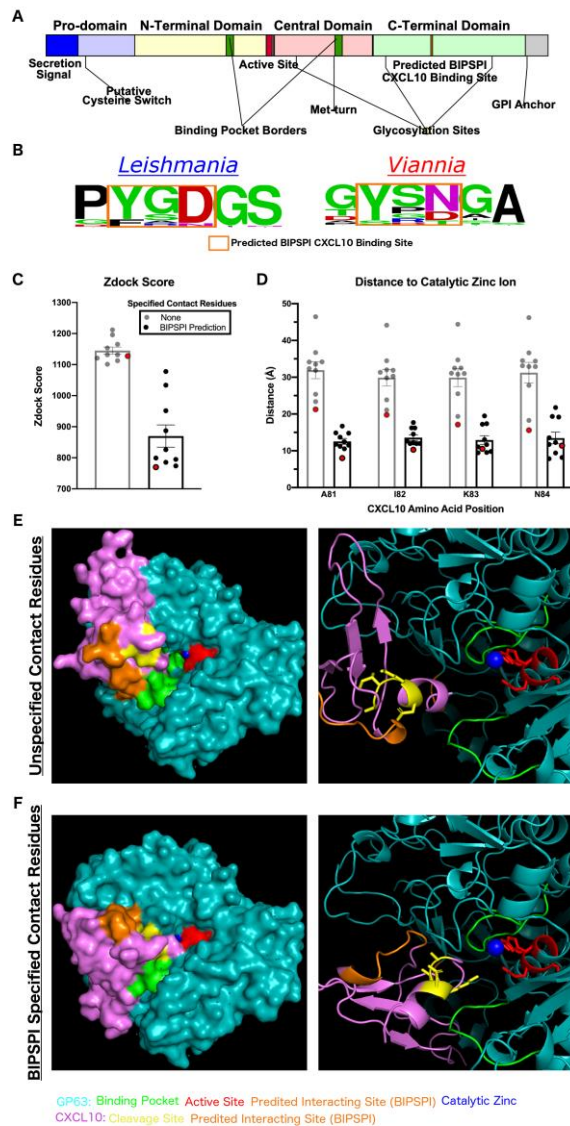 A
Pro-domain N-Terminal Domain Central Domain C-Terminal Domain
Secretion Signal
Active Site
Predicted BIPSPI CXCL10 Binding Site
Putative Cysteine Switch
Met-turn
GPI Anchor
Binding Pocket Borders
Glycosylation Sites
B
Leishmania Viannia
PYGDGS
GYSNGA
Predicted BIPSPI CXCL10 Binding Site
C
Zdock Score
Specified Contact Residues
None
BIPSPI Prediction
Zdock Score
1300
1200
1100
1000
900
800
700
D
Distance to Catalytic Zinc Ion
Distance (Å)
50
40
30
20
10
0
A81 I82 K83 N84
CXCL10 Amino Acid Position
E
Unspecified Contact Residues
F
BIPSPI Specified Contact Residues
GP63: Binding Pocket Active Site Predited Interacting Site (BIPSPI) Catalytic Zinc
CXCL10: Cleavage Site Predited Interacting Site (BIPSPI)